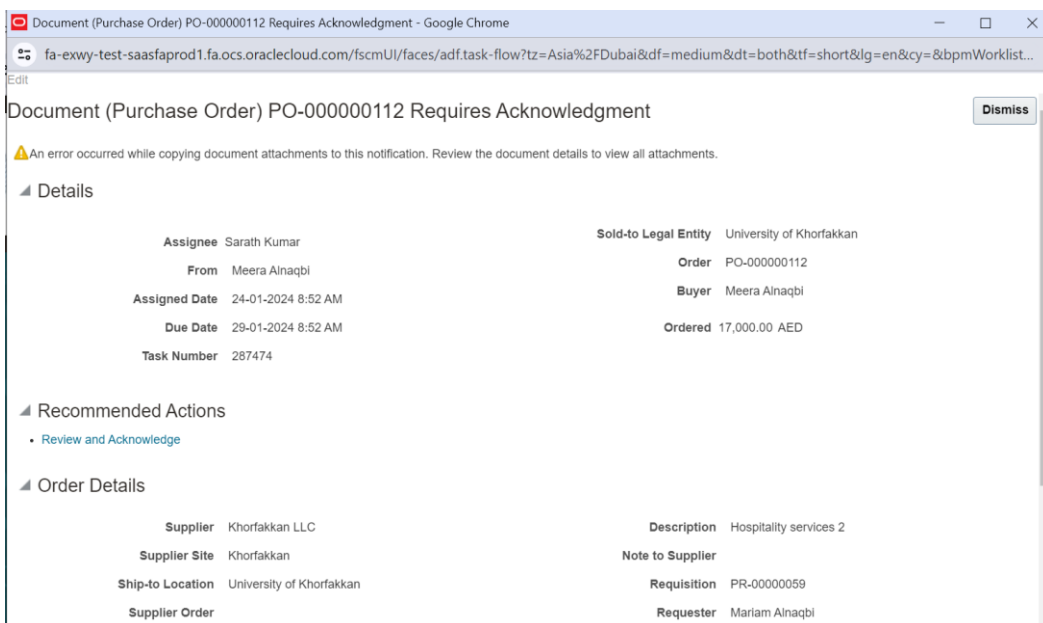 Document (Purchase Order) PO-000000112 Requires Acknowledgment - Google Chrome
fa-exwy-test-saasfaprod1.fa.ocs.oraclecloud.com/fscmUI/faces/adf.task-flow?tz=Asia%2FDubai&df=medium&dt=both&tf=short&lg=en&cy=&bpmWorklist...
Edit
Document (Purchase Order) PO-000000112 Requires Acknowledgment
Dismiss
An error occurred while copying document attachments to this notification. Review the document details to view all attachments.
Details
Assignee Sarath Kumar
From Meera Alnaqbi
Assigned Date 24-01-2024 8:52 AM
Due Date 29-01-2024 8:52 AM
Task Number 287474
Sold-to Legal Entity University of Khorfakkan
Order PO-000000112
Buyer Meera Alnaqbi
Ordered 17,000.00 AED
Recommended Actions
• Review and Acknowledge
Order Details
Supplier Khorfakkan LLC
Supplier Site Khorfakkan
Ship-to Location University of Khorfakkan
Supplier Order
Description Hospitality services 2
Note to Supplier
Requisition PR-00000059
Requester Mariam Alnaqbi